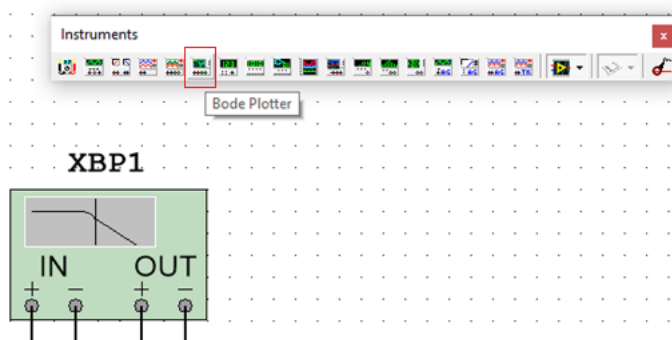 Instruments
x
Bode Plotter
XBP1
IN OUT
+ − + −